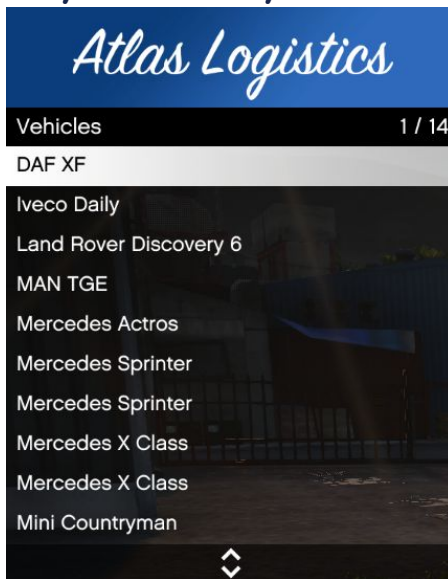 Atlas Logistics
Vehicles 1 / 14
DAF XF
Iveco Daily
Land Rover Discovery 6
MAN TGE
Mercedes Actros
Mercedes Sprinter
Mercedes Sprinter
Mercedes X Class
Mercedes X Class
Mini Countryman